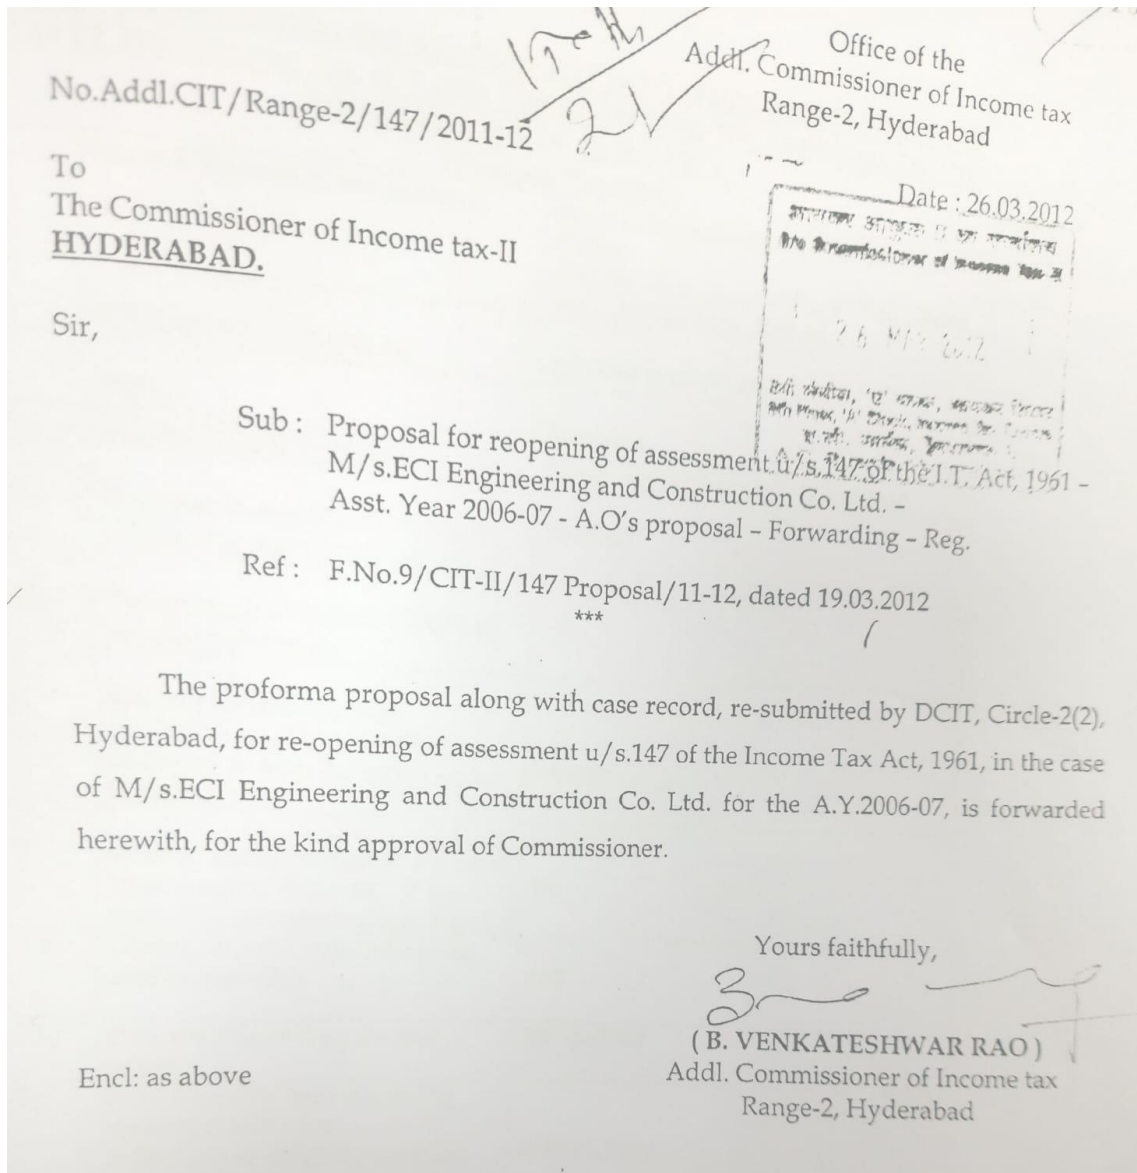 Office of the
Addl. Commissioner of Income tax
Range-2, Hyderabad
No.Addl.CIT/Range-2/147/2011-12
Date : 26.03.2012
To
The Commissioner of Income tax-II
HYDERABAD.
26 MAR 2012
Sir,
Sub : Proposal for reopening of assessment u/s.147 of the I.T. Act, 1961 –
M/s.ECI Engineering and Construction Co. Ltd. –
Asst. Year 2006-07 - A.O's proposal – Forwarding – Reg.
Ref : F.No.9/CIT-II/147 Proposal/11-12, dated 19.03.2012
***
The proforma proposal along with case record, re-submitted by DCIT, Circle-2(2),
Hyderabad, for re-opening of assessment u/s.147 of the Income Tax Act, 1961, in the case
of M/s.ECI Engineering and Construction Co. Ltd. for the A.Y.2006-07, is forwarded
herewith, for the kind approval of Commissioner.
Yours faithfully,
( B. VENKATESHWAR RAO )
Encl: as above
Addl. Commissioner of Income tax
Range-2, Hyderabad